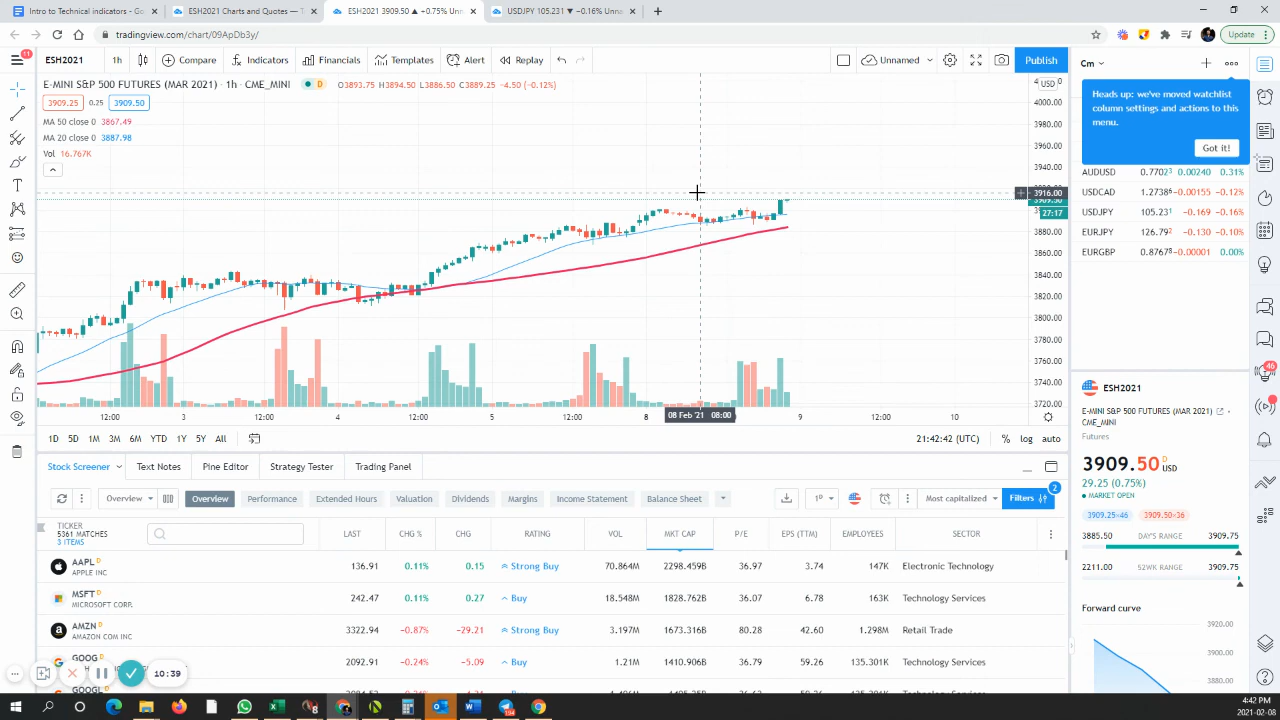 Intro to Technical indicators - Go
ESH2021 Charts and Quotes — T
ESH2021 3909.50 ▲ +0.75% Unna
USDJPY 105.231 ▼ −0.16% Unna
tradingview.com/chart/09ApDb3y/
Update
11
ESH2021
1h
Compare
Indicators
Financials
Templates
Alert
Replay
Unnamed
Publish
Cm
E-MINI S&P 500 FUTURES (MAR 2021) · 1h · CME_MINI
D
O3893.75 H3894.50 L3886.50 C3889.25 −4.50 (−0.12%)
3909.25 0.25 3909.50
MA 50 close 0 3867.49
MA 20 close 0 3887.98
Vol 16.767K
USD
4000.00
3980.00
3960.00
3940.00
3916.00
3909.50
27:17
3880.00
3860.00
3840.00
3820.00
3800.00
3780.00
3760.00
3740.00
3720.00
12:00 3 12:00 4 12:00 5 12:00 8 08 Feb '21 08:00 9 12:00 10
Heads up: we've moved watchlist
column settings and actions to this
menu.
Got it!
AUDUSD 0.77023 0.00240 0.31%
USDCAD 1.27386 −0.00155 −0.12%
USDJPY 105.231 −0.169 −0.16%
EURJPY 126.792 −0.130 −0.10%
EURGBP 0.87678 −0.00001 0.00%
1D 5D 1M 3M 6M YTD 1Y 5Y All
21:42:42 (UTC)
% log auto
Stock Screener
Text Notes
Pine Editor
Strategy Tester
Trading Panel
Overview
Overview
Performance
Extended Hours
Valuation
Dividends
Margins
Income Statement
Balance Sheet
1D
Most capitalized
Filters
2
TICKER
5361 MATCHES
3 ITEMS
LAST CHG % CHG RATING VOL MKT CAP P/E EPS (TTM) EMPLOYEES SECTOR
AAPL D
APPLE INC
136.91 0.11% 0.15 Strong Buy 70.864M 2298.459B 36.97 3.74 147K Electronic Technology
MSFT D
MICROSOFT CORP.
242.47 0.11% 0.27 Buy 18.548M 1828.762B 36.07 6.78 163K Technology Services
AMZN D
AMAZON COM INC
3322.94 −0.87% −29.21 Strong Buy 3.197M 1673.316B 80.28 42.60 1.298M Retail Trade
GOOG D
2092.91 −0.24% −5.09 Buy 1.21M 1410.906B 59.26 135.301K Technology Services
ESH2021
E-MINI S&P 500 FUTURES (MAR 2021)
CME_MINI
Futures
3909.50 D USD
29.25 (0.75%)
MARKET OPEN
3909.25×46 3909.50×36
3885.50 DAY'S RANGE 3909.75
2211.00 52WK RANGE 3909.75
Forward curve
3920.00
3900.00
3880.00
46
10:39
194
4:42 PM
2021-02-08